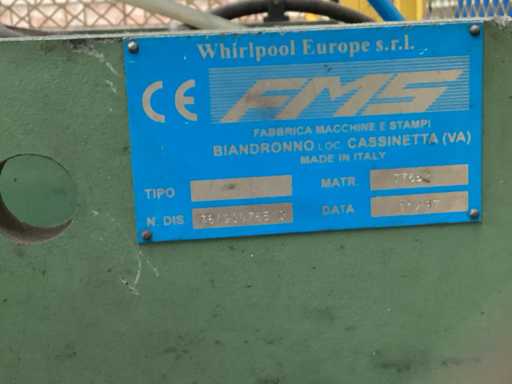 Whirlpool Europe s.r.l.
CE FMS
FABBRICA MACCHINE E STAMPI
BIANDRONNO LOC. CASSINETTA (VA)
MADE IN ITALY
TIPO MATR.
N. DIS DATA